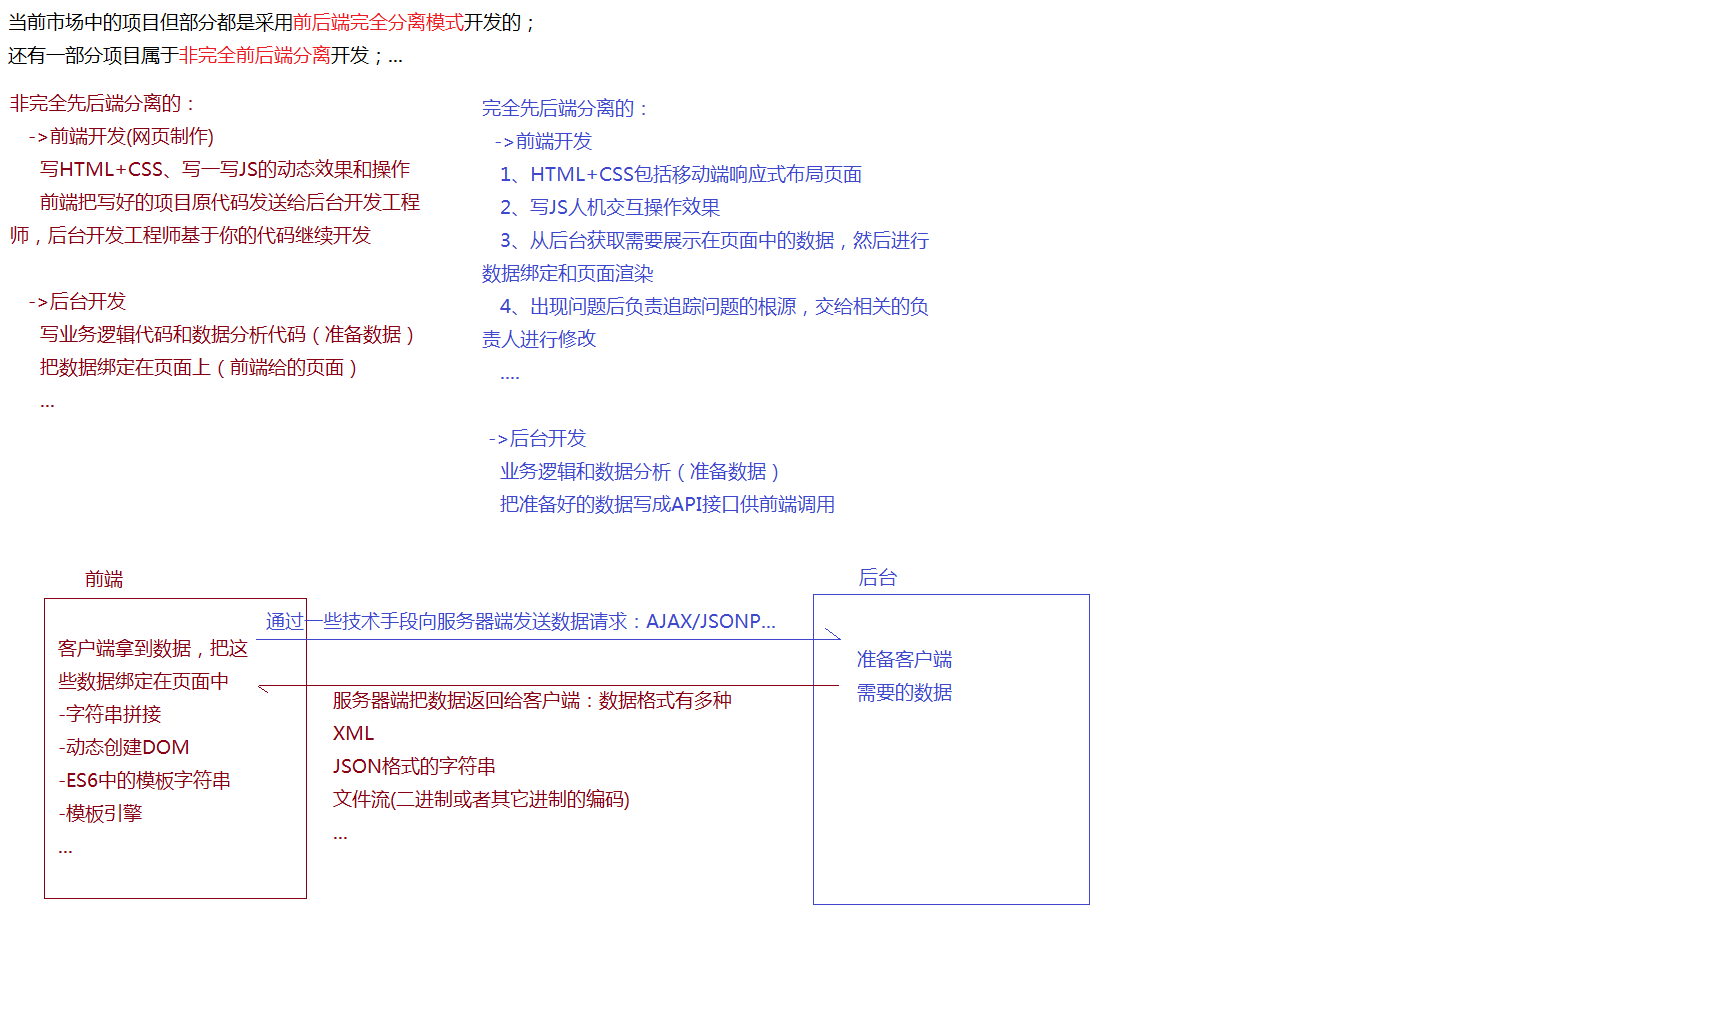 当前市场中的项目但部分都是采用前后端完全分离模式开发的；
还有一部分项目属于非完全前后端分离开发；...
非完全先后端分离的：
->前端开发(网页制作)
写HTML+CSS、写一写JS的动态效果和操作
前端把写好的项目原代码发送给后台开发工程
师，后台开发工程师基于你的代码继续开发
->后台开发
写业务逻辑代码和数据分析代码（准备数据）
把数据绑定在页面上（前端给的页面）
...
完全先后端分离的：
->前端开发
1、HTML+CSS包括移动端响应式布局页面
2、写JS人机交互操作效果
3、从后台获取需要展示在页面中的数据，然后进行
数据绑定和页面渲染
4、出现问题后负责追踪问题的根源，交给相关的负
责人进行修改
....
->后台开发
业务逻辑和数据分析（准备数据）
把准备好的数据写成API接口供前端调用
前端
客户端拿到数据，把这
些数据绑定在页面中
-字符串拼接
-动态创建DOM
-ES6中的模板字符串
-模板引擎
...
通过一些技术手段向服务器端发送数据请求：AJAX/JSONP...
服务器端把数据返回给客户端：数据格式有多种
XML
JSON格式的字符串
文件流(二进制或者其它进制的编码)
...
后台
准备客户端
需要的数据